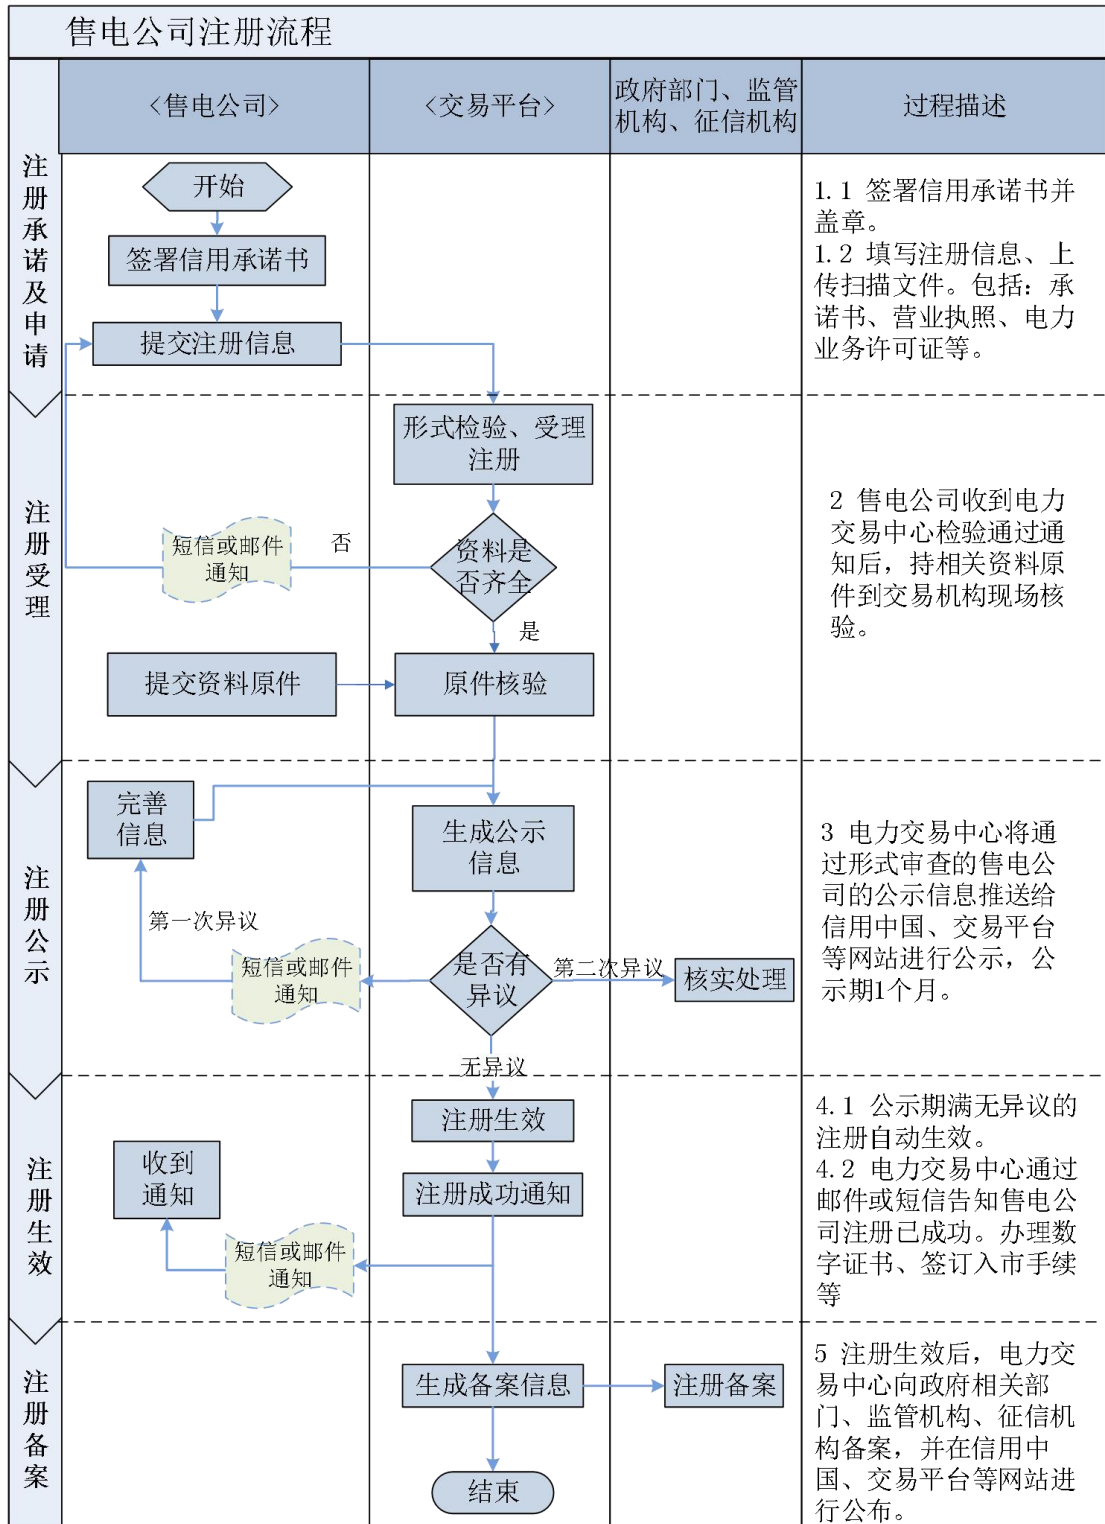 售电公司注册流程
<售电公司>
<交易平台>
政府部门、监管
机构、征信机构
过程描述
注册承诺及申请
开始
签署信用承诺书
提交注册信息
1.1 签署信用承诺书并
盖章。
1.2 填写注册信息、上
传扫描文件。包括：承
诺书、营业执照、电力
业务许可证等。
注册受理
形式检验、受理
注册
资料是
否齐全
否
短信或邮件
通知
是
提交资料原件
原件核验
2 售电公司收到电力
交易中心检验通过通
知后，持相关资料原
件到交易机构现场核
验。
注册公示
完善
信息
生成公示
信息
第一次异议
短信或邮件
通知
是否有
异议
第二次异议
核实处理
无异议
3 电力交易中心将通
过形式审查的售电公
司的公示信息推送给
信用中国、交易平台
等网站进行公示，公
示期1个月。
注册生效
注册生效
收到
通知
注册成功通知
短信或邮件
通知
4.1 公示期满无异议的
注册自动生效。
4.2 电力交易中心通过
邮件或短信告知售电公
司注册已成功。办理数
字证书、签订入市手续
等
注册备案
生成备案信息
注册备案
结束
5 注册生效后，电力交
易中心向政府相关部
门、监管机构、征信机
构备案，并在信用中
国、交易平台等网站进
行公布。